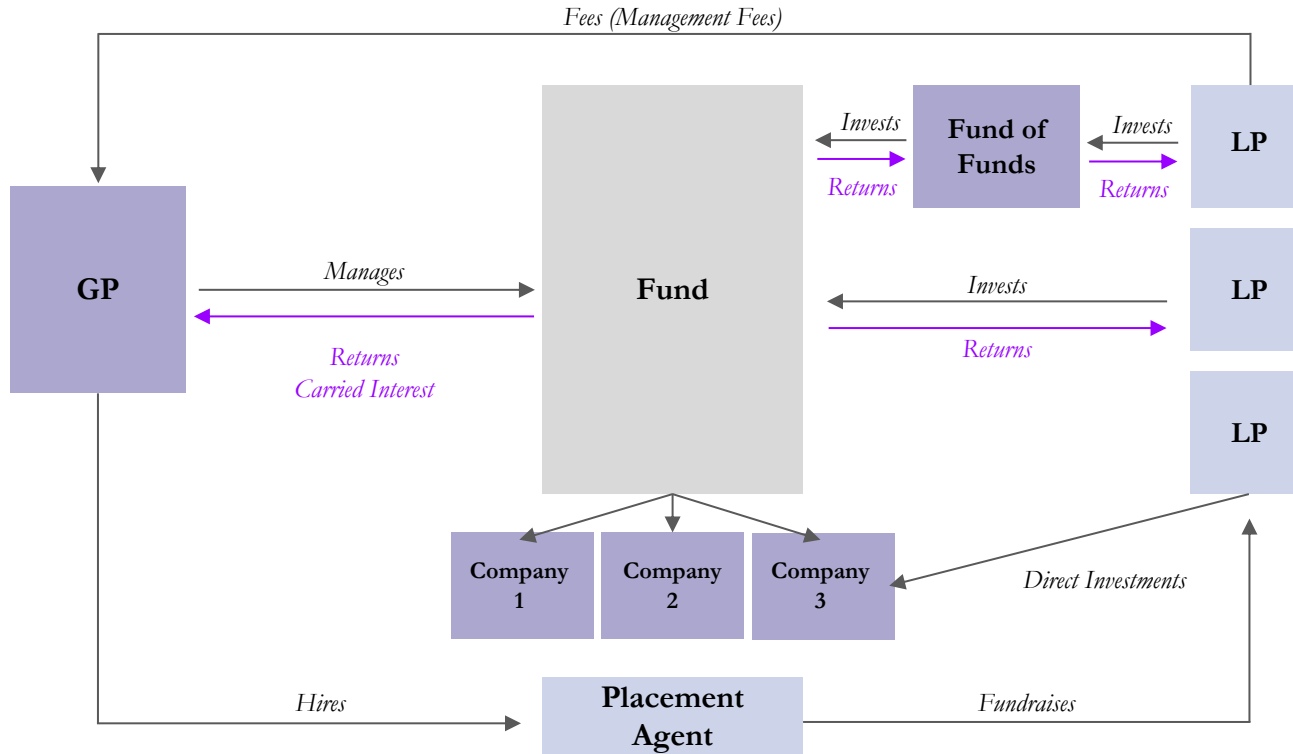 Fees (Management Fees)
Invests
Fund of
Funds
Invests
LP
Returns
Returns
GP
Manages
Fund
Invests
LP
Returns
Returns
Carried Interest
LP
Company
1
Company
2
Company
3
Direct Investments
Hires
Placement
Agent
Fundraises